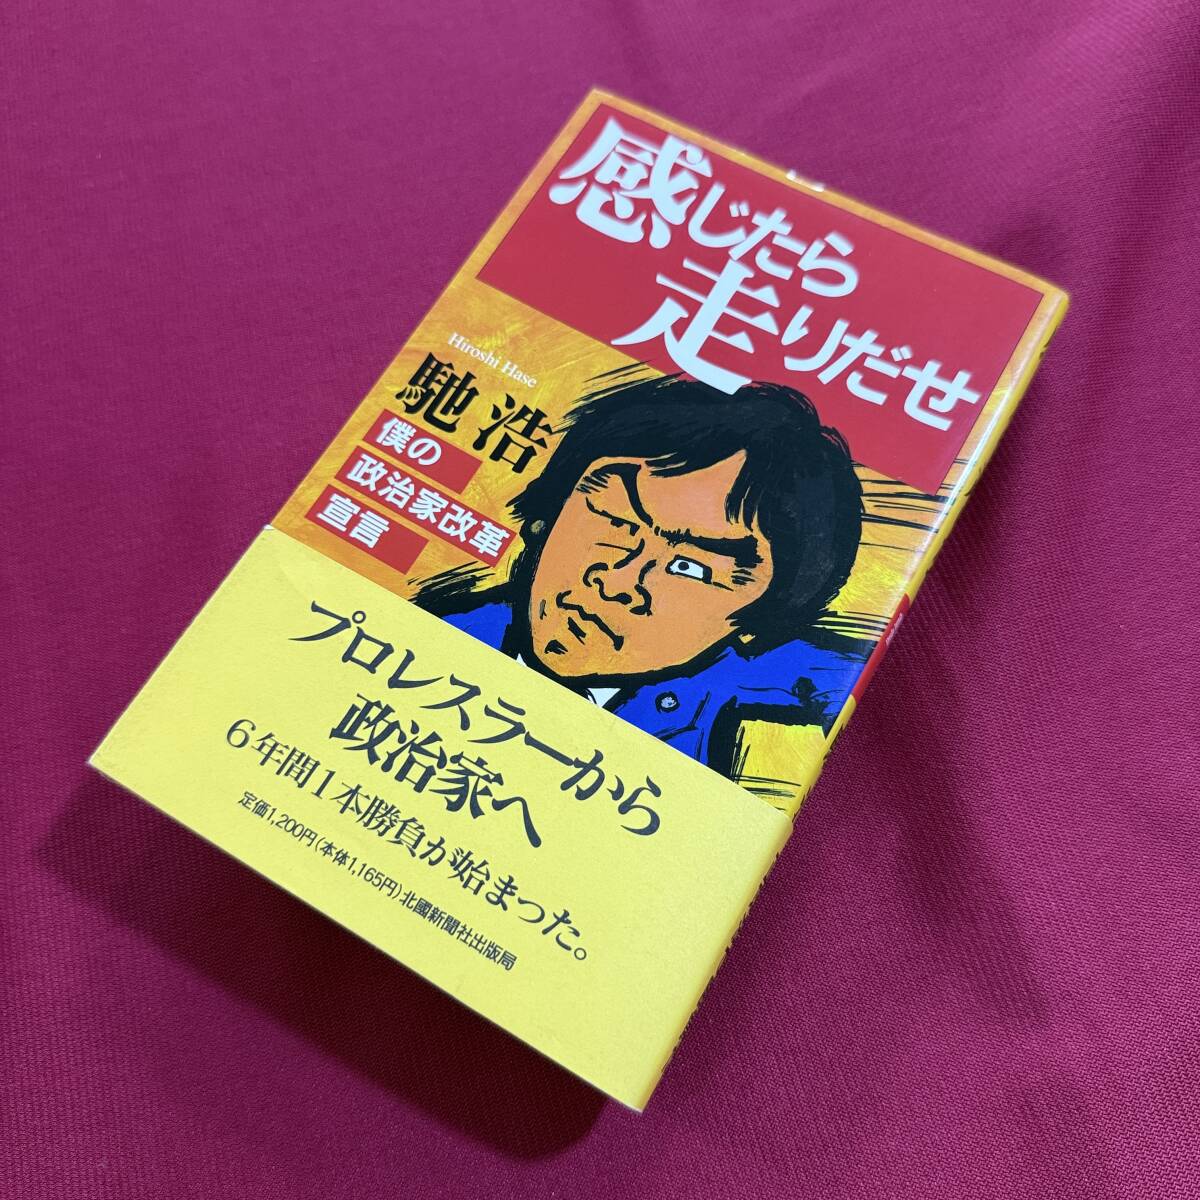 感じたら
走りだせ
Hiroshi Hase
馳 浩
僕の
政治家改革
宣言
プロレスラーから
政治家へ
6年間1本勝負が始まった。
定価1,200円(本体1,165円)北國新聞社出版局